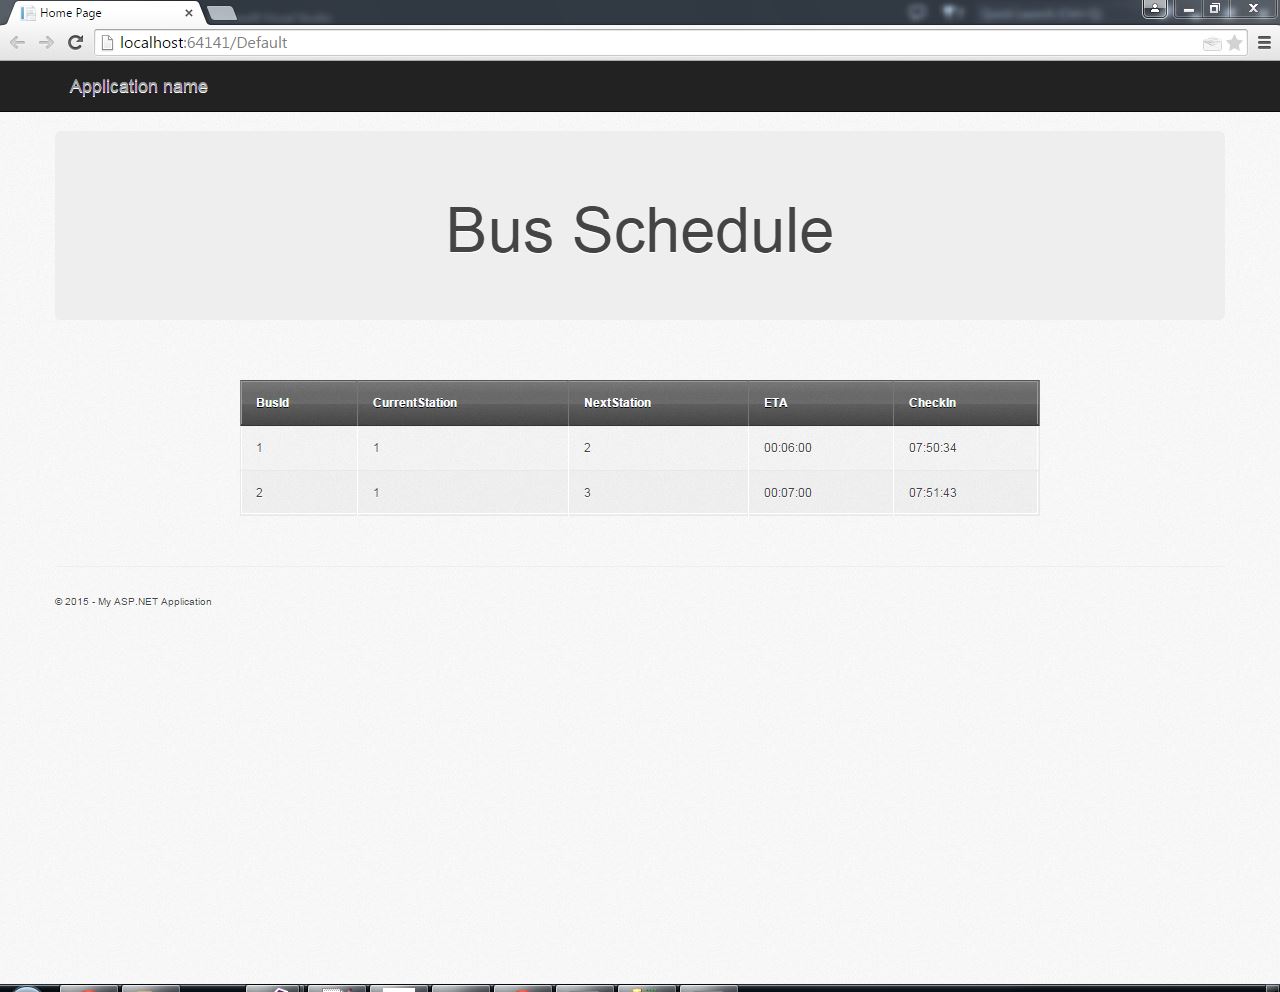 Home Page
localhost:64141/Default
Application name
Bus Schedule
BusId CurrentStation NextStation ETA CheckIn
1 1 2 00:06:00 07:50:34
2 1 3 00:07:00 07:51:43
© 2015 - My ASP.NET Application